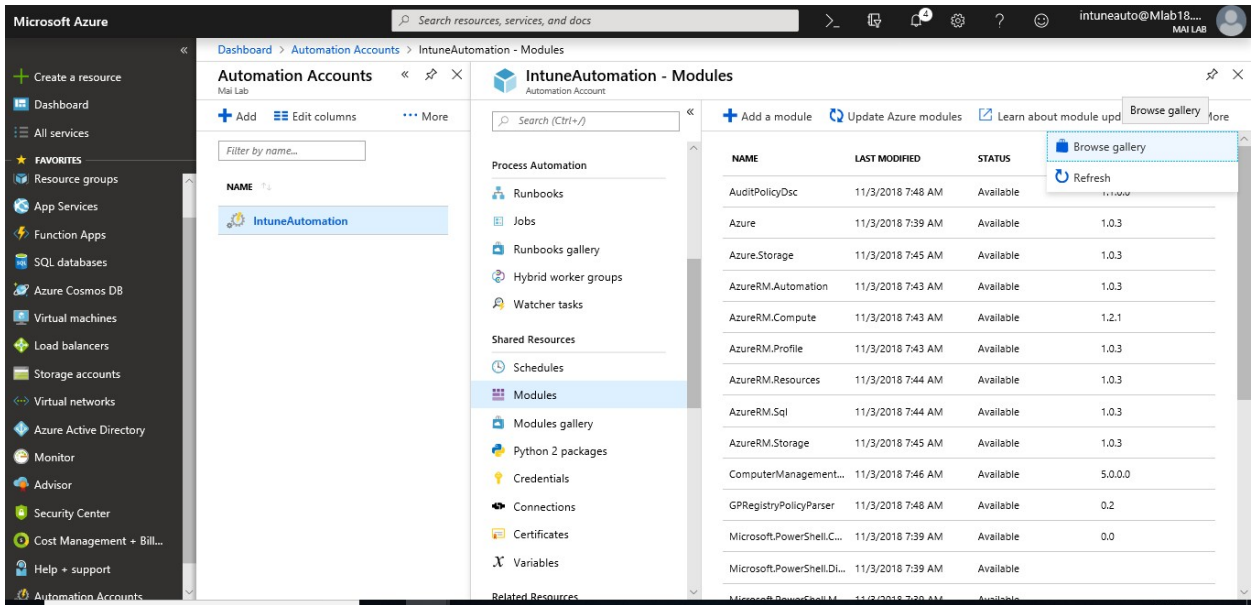 Microsoft Azure
Search resources, services, and docs
4
intuneauto@Mlab18....
MAI LAB
Dashboard > Automation Accounts > IntuneAutomation - Modules
Create a resource
Dashboard
All services
FAVORITES
Resource groups
App Services
Function Apps
SQL databases
Azure Cosmos DB
Virtual machines
Load balancers
Storage accounts
Virtual networks
Azure Active Directory
Monitor
Advisor
Security Center
Cost Management + Bill...
Help + support
Automation Accounts
Automation Accounts
Mai Lab
Add Edit columns More
Filter by name...
NAME
IntuneAutomation
IntuneAutomation - Modules
Automation Account
Search (Ctrl+/)
Process Automation
Runbooks
Jobs
Runbooks gallery
Hybrid worker groups
Watcher tasks
Shared Resources
Schedules
Modules
Modules gallery
Python 2 packages
Credentials
Connections
Certificates
Variables
Related Resources
Add a module Update Azure modules Learn about module upd
Browse gallery
Browse gallery
Refresh
NAME LAST MODIFIED STATUS
AuditPolicyDsc 11/3/2018 7:48 AM Available
Azure 11/3/2018 7:39 AM Available 1.0.3
Azure.Storage 11/3/2018 7:45 AM Available 1.0.3
AzureRM.Automation 11/3/2018 7:43 AM Available 1.0.3
AzureRM.Compute 11/3/2018 7:43 AM Available 1.2.1
AzureRM.Profile 11/3/2018 7:43 AM Available 1.0.3
AzureRM.Resources 11/3/2018 7:44 AM Available 1.0.3
AzureRM.Sql 11/3/2018 7:44 AM Available 1.0.3
AzureRM.Storage 11/3/2018 7:45 AM Available 1.0.3
ComputerManagement... 11/3/2018 7:46 AM Available 5.0.0.0
GPRegistryPolicyParser 11/3/2018 7:48 AM Available 0.2
Microsoft.PowerShell.C... 11/3/2018 7:39 AM Available 0.0
Microsoft.PowerShell.Di... 11/3/2018 7:39 AM Available
Microsoft.PowerShell.M... 11/3/2018 7:39 AM Available